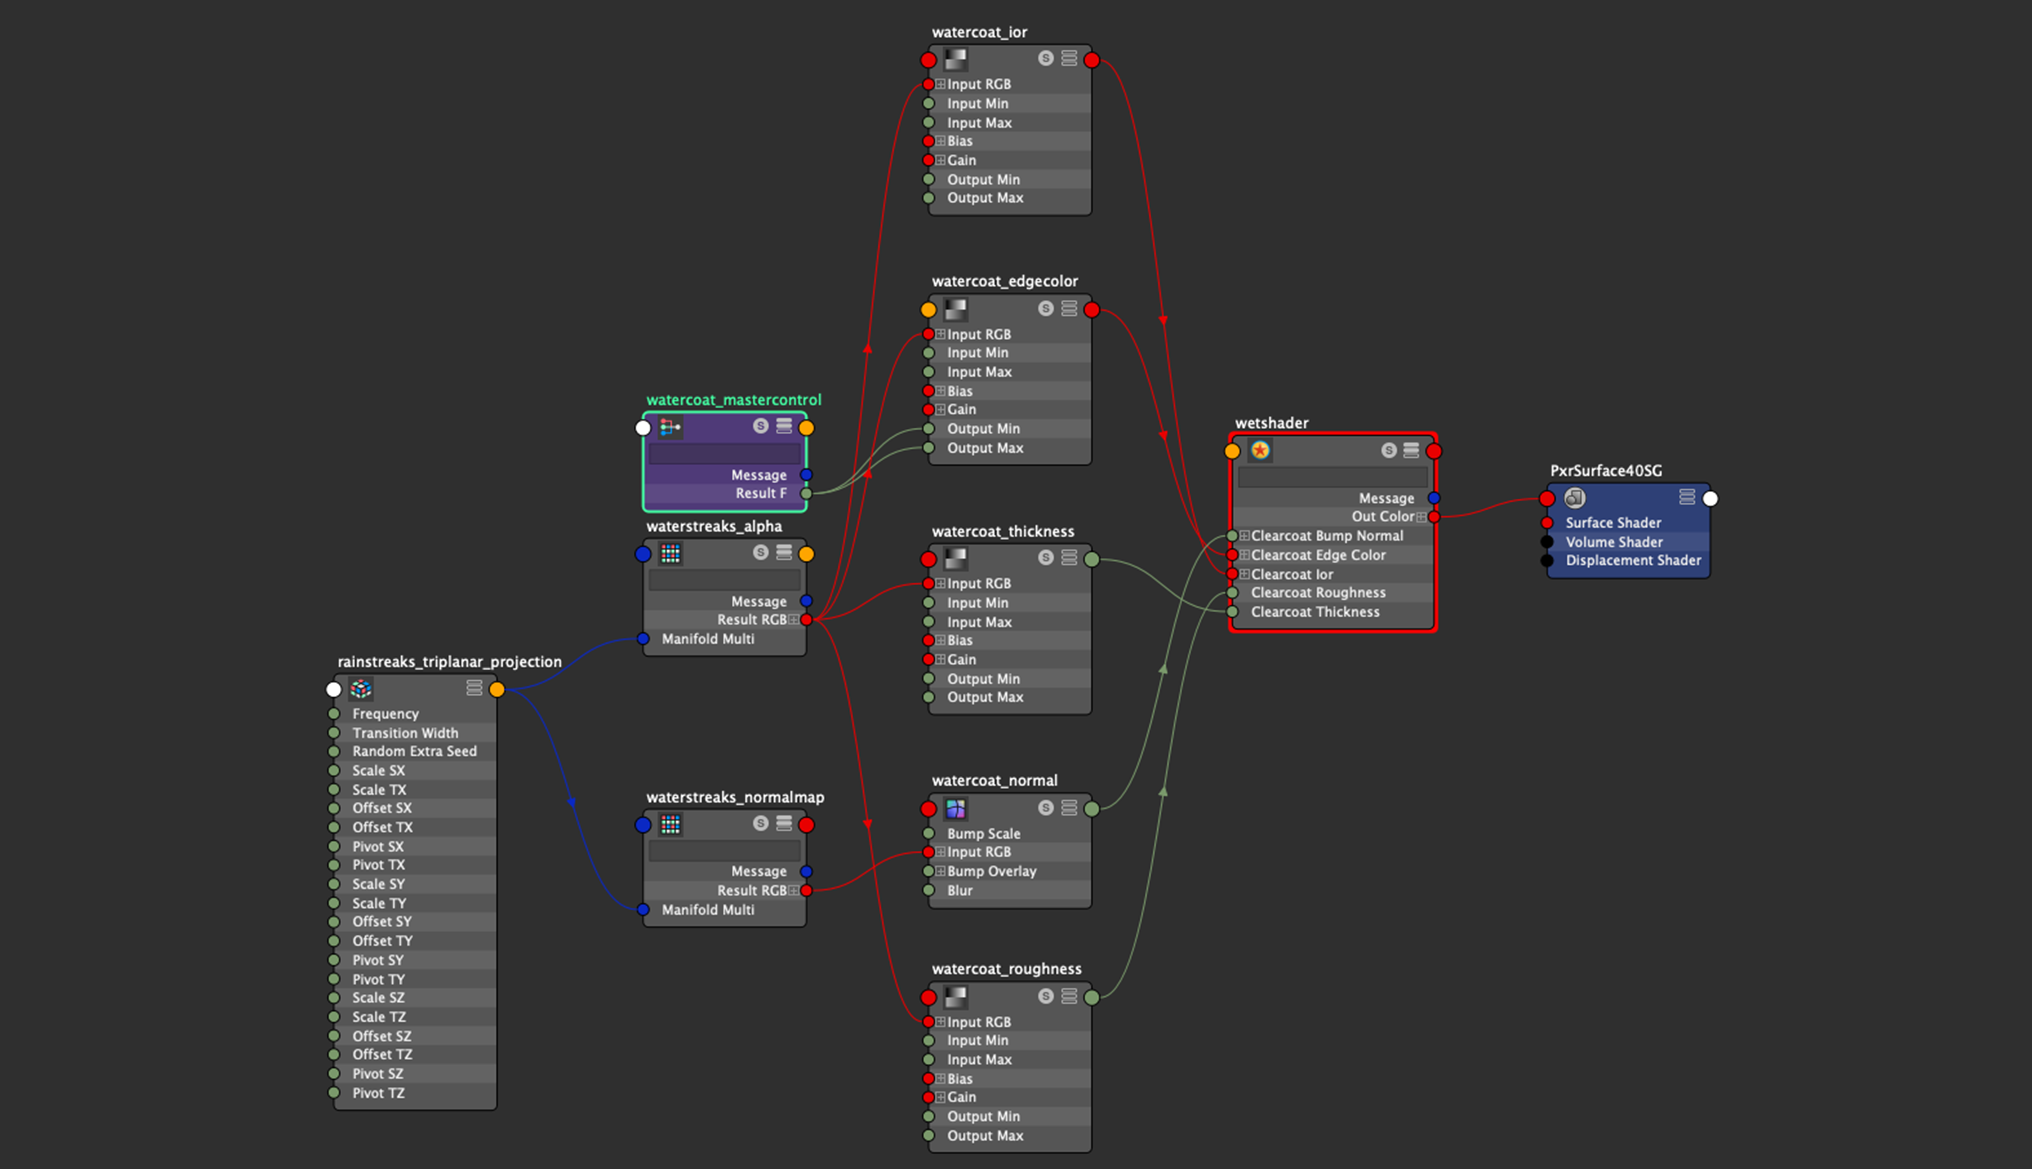 watercoat_ior
S
Input RGB
Input Min
Input Max
Bias
Gain
Output Min
Output Max
watercoat_edgecolor
S
Input RGB
Input Min
Input Max
Bias
Gain
Output Min
Output Max
watercoat_mastercontrol
S
Message
Result F
waterstreaks_alpha
S
Message
Result RGB
Manifold Multi
watercoat_thickness
S
Input RGB
Input Min
Input Max
Bias
Gain
Output Min
Output Max
wetshader
S
Message
Out Color
Clearcoat Bump Normal
Clearcoat Edge Color
Clearcoat Ior
Clearcoat Roughness
Clearcoat Thickness
PxrSurface40SG
Surface Shader
Volume Shader
Displacement Shader
rainstreaks_triplanar_projection
Frequency
Transition Width
Random Extra Seed
Scale SX
Scale TX
Offset SX
Offset TX
Pivot SX
Pivot TX
Scale SY
Scale TY
Offset SY
Offset TY
Pivot SY
Pivot TY
Scale SZ
Scale TZ
Offset SZ
Offset TZ
Pivot SZ
Pivot TZ
waterstreaks_normalmap
S
Message
Result RGB
Manifold Multi
watercoat_normal
S
Bump Scale
Input RGB
Bump Overlay
Blur
watercoat_roughness
S
Input RGB
Input Min
Input Max
Bias
Gain
Output Min
Output Max